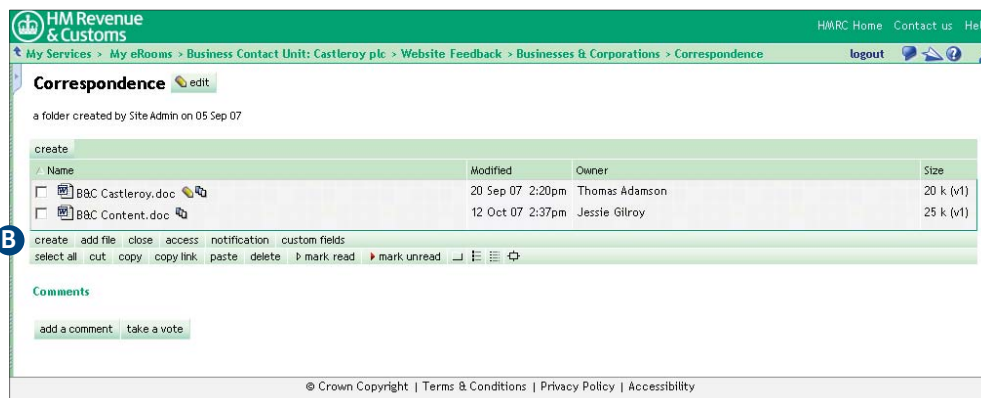 HM Revenue
& Customs
HMRC Home Contact us Hel
My Services > My eRooms > Business Contact Unit: Castleroy plc > Website Feedback > Businesses & Corporations > Correspondence logout
Correspondence edit
a folder created by Site Admin on 05 Sep 07
create
Name Modified Owner Size
B&C Castleroy.doc 20 Sep 07 2:20pm Thomas Adamson 20 k (v1)
B&C Content.doc 12 Oct 07 2:37pm Jessie Gilroy 25 k (v1)
B
create add file close access notification custom fields
select all cut copy copy link paste delete mark read mark unread
Comments
add a comment take a vote
© Crown Copyright | Terms & Conditions | Privacy Policy | Accessibility